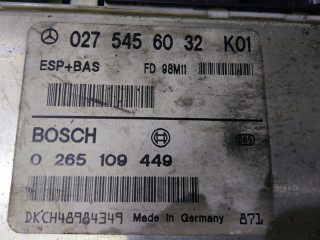 027 545 60 32 K01
ESP+BAS FD 98M11
BOSCH
0 265 109 449
DKCH48984349 Made in Germany 871